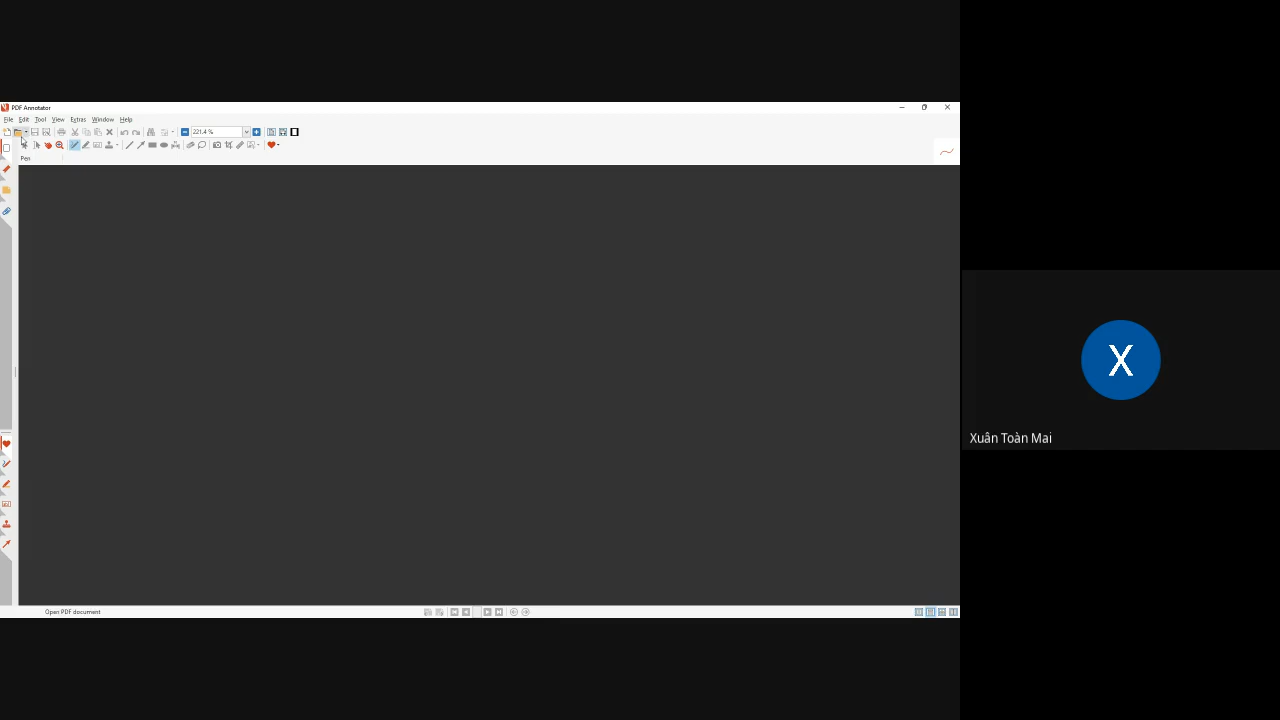 PDF Annotator
File Edit Tool View Extras Window Help
221.4 %
Pen
X
Xuân Toàn Mai
Open PDF document